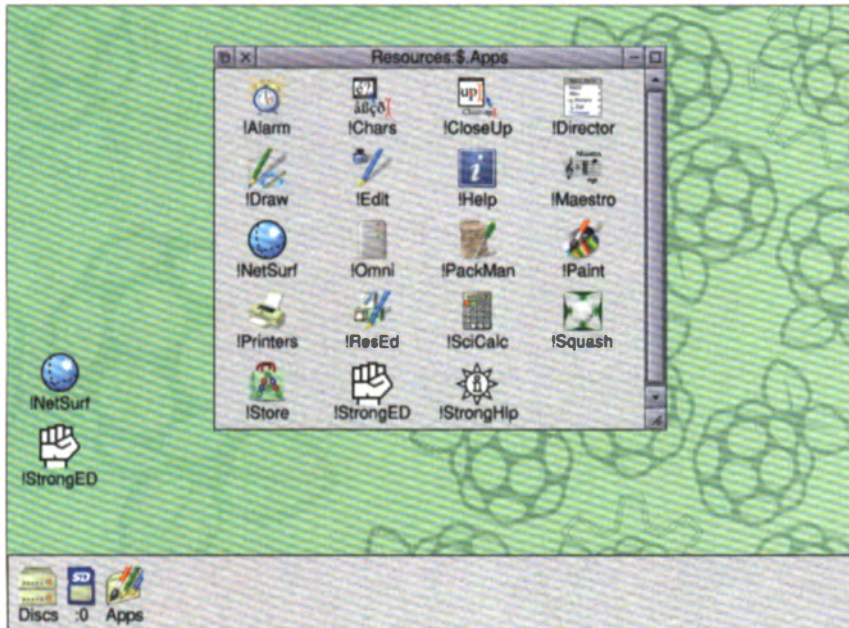 Resources:$.Apps
!Alarm !Chars !CloseUp !Director
!Draw !Edit !Help !Maestro
!NetSurf !Omni !PackMan !Paint
!Printers !ResEd !SciCalc !Squash
!Store !StrongED !StrongHlp
!NetSurf
!StrongED
Discs :0 Apps